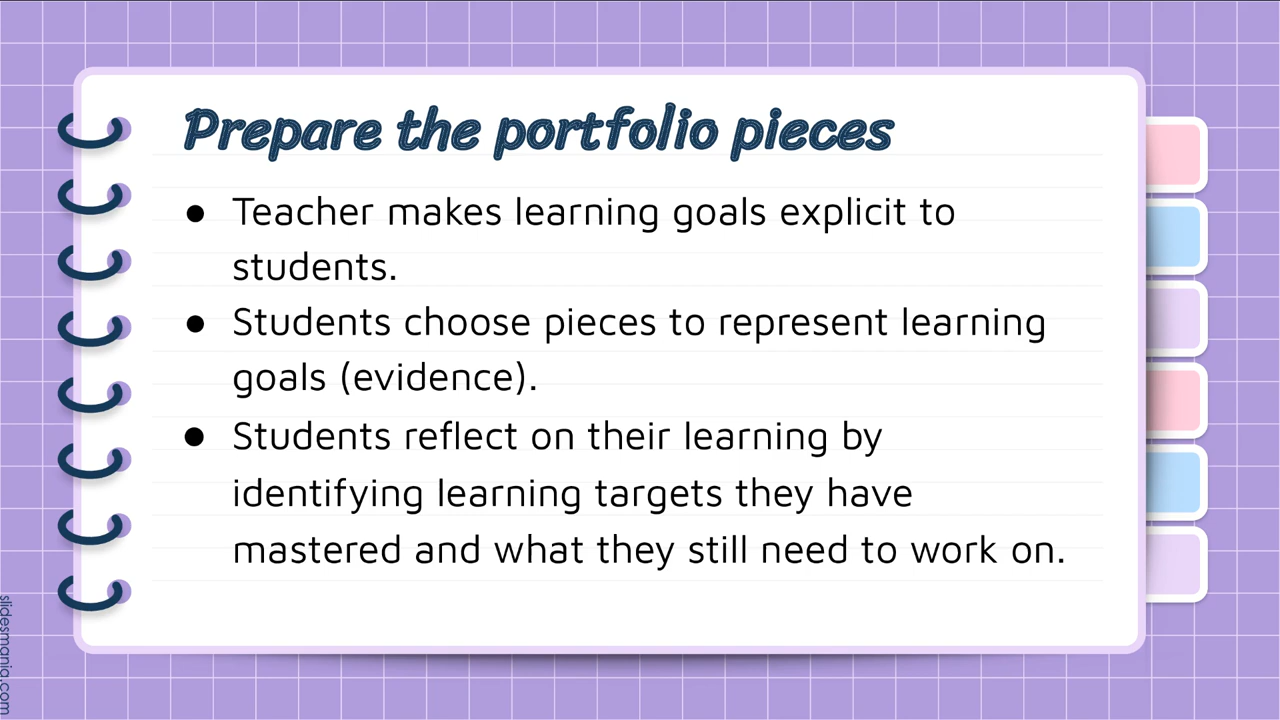 Prepare the portfolio pieces
● Teacher makes learning goals explicit to
students.
● Students choose pieces to represent learning
goals (evidence).
● Students reflect on their learning by
identifying learning targets they have
mastered and what they still need to work on.
slidesmania.com